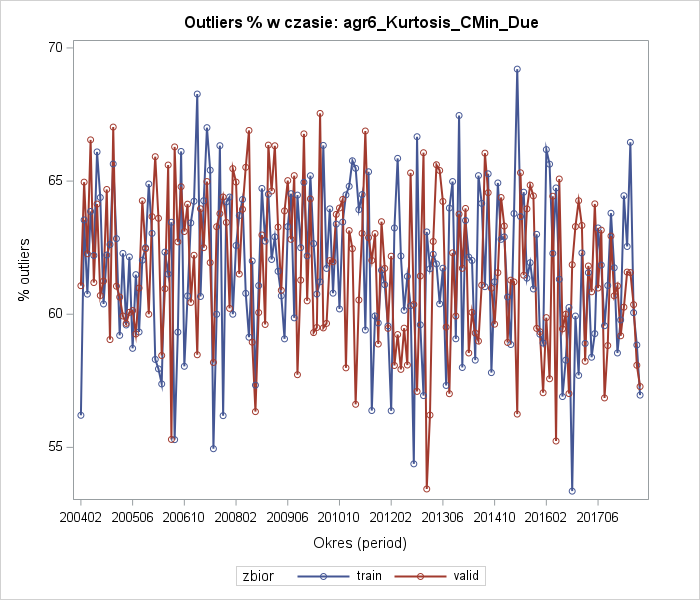 Outliers % w czasie: agr6_Kurtosis_CMin_Due
70
65
60
55
% outliers
200402 200506 200610 200802 200906 201010 201202 201306 201410 201602 201706
Okres (period)
zbior train valid